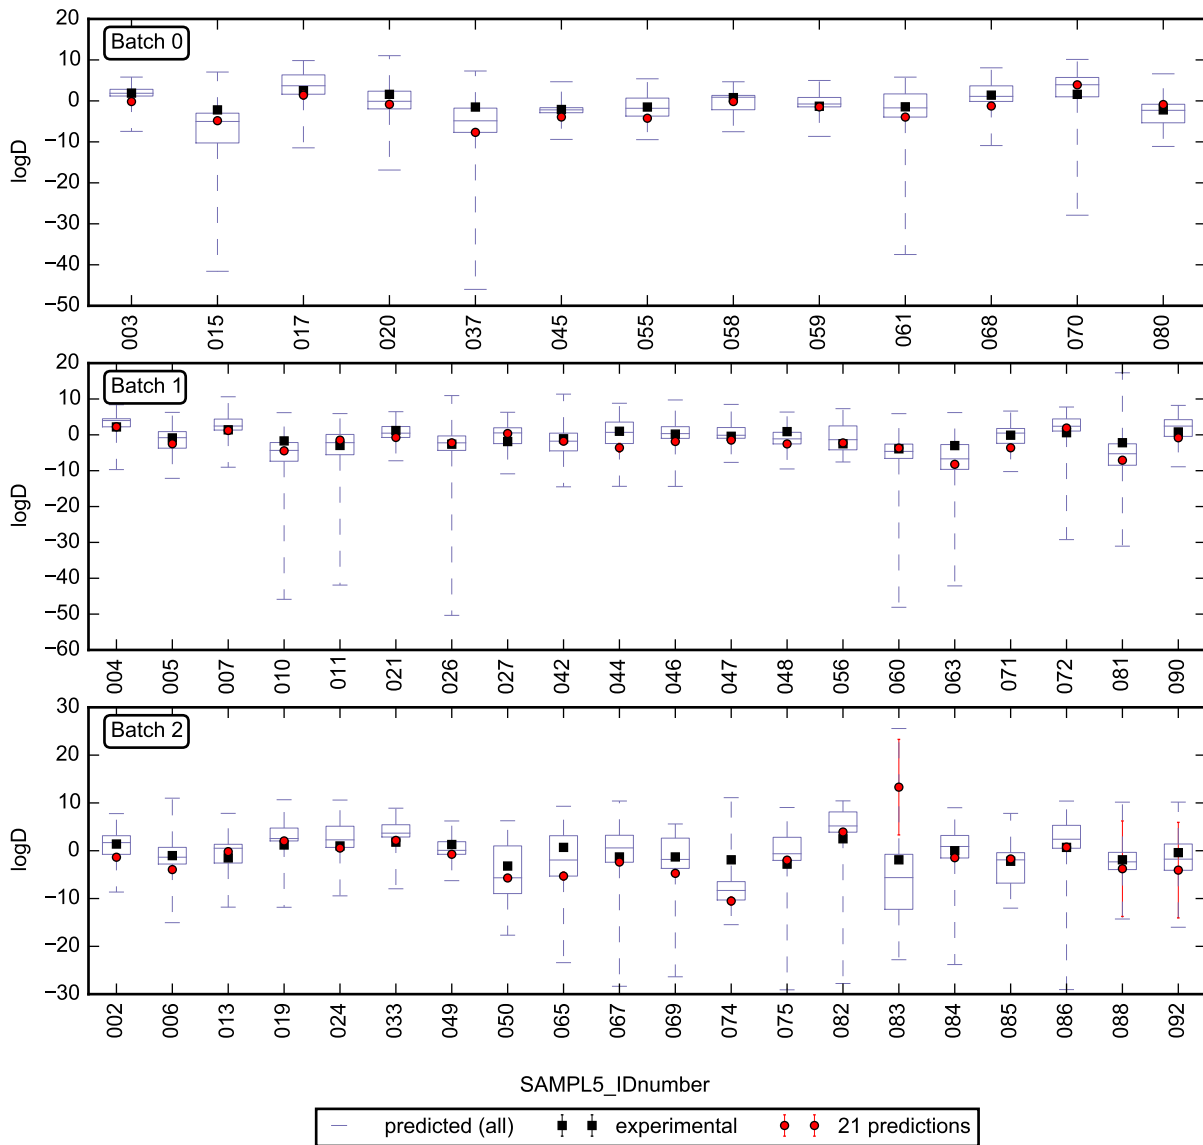 Batch 0
logD
20
10
0
−10
−20
−30
−40
−50
003 015 017 020 037 045 055 058 059 061 068 070 080
Batch 1
logD
20
10
0
−10
−20
−30
−40
−50
−60
004 005 007 010 011 021 026 027 042 044 046 047 048 056 060 063 071 072 081 090
Batch 2
logD
30
20
10
0
−10
−20
−30
002 006 013 019 024 033 049 050 065 067 069 074 075 082 083 084 085 086 088 092
SAMPL5_IDnumber
predicted (all) experimental 21 predictions